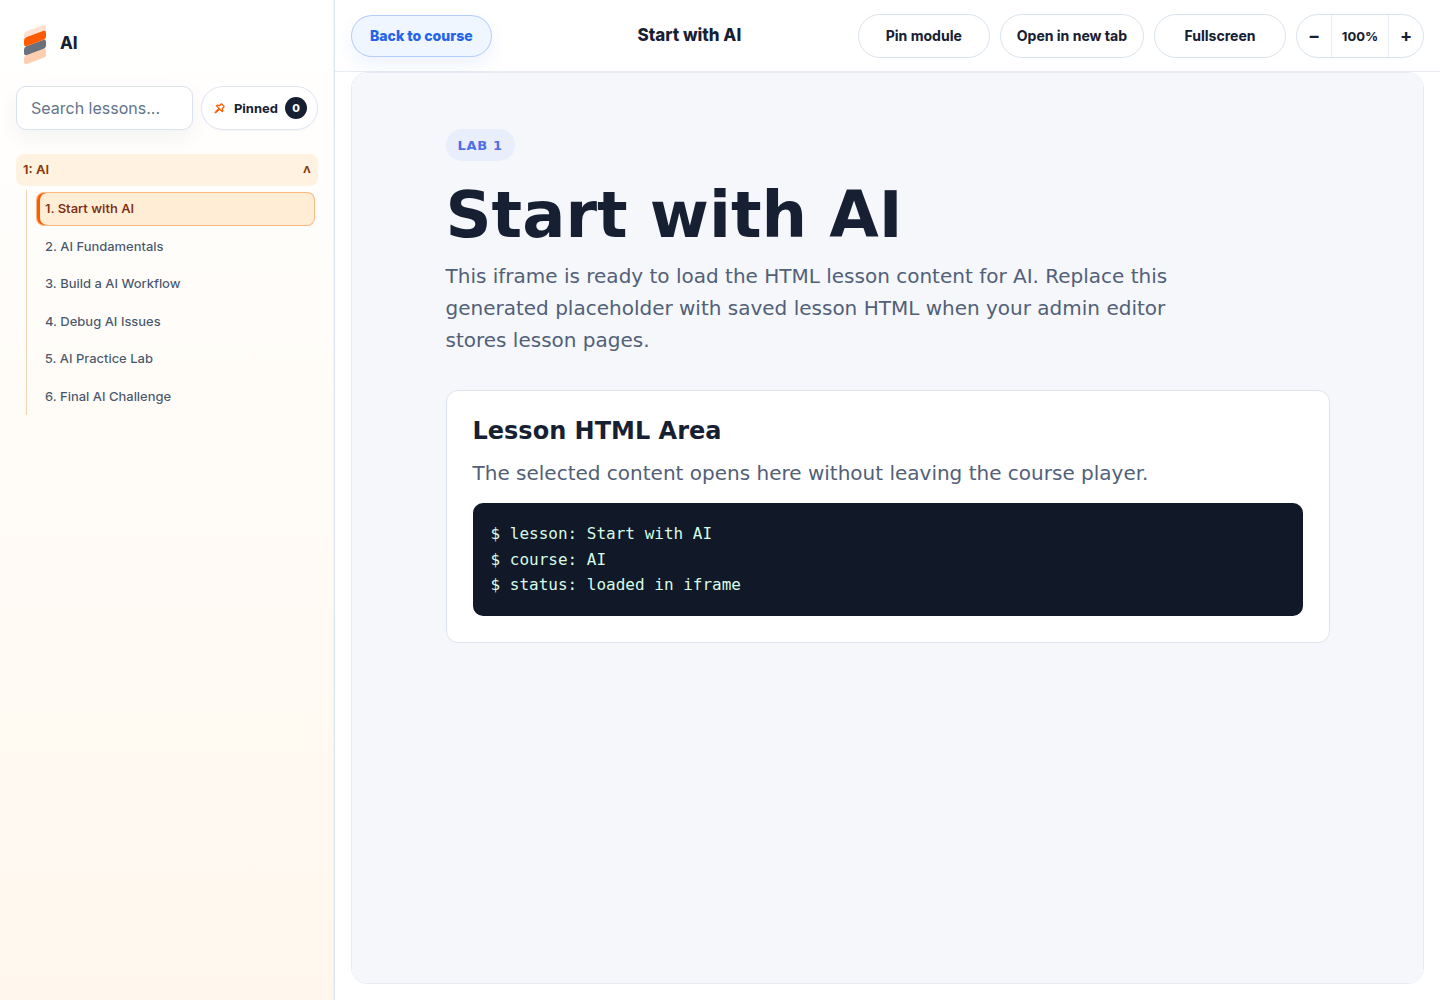 AI
Search lessons...
Pinned 0
1: AI
1. Start with AI
2. AI Fundamentals
3. Build a AI Workflow
4. Debug AI Issues
5. AI Practice Lab
6. Final AI Challenge
Back to course
Start with AI
Pin module
Open in new tab
Fullscreen
− 100% +
LAB 1
Start with AI
This iframe is ready to load the HTML lesson content for AI. Replace this
generated placeholder with saved lesson HTML when your admin editor
stores lesson pages.
Lesson HTML Area
The selected content opens here without leaving the course player.
$ lesson: Start with AI
$ course: AI
$ status: loaded in iframe